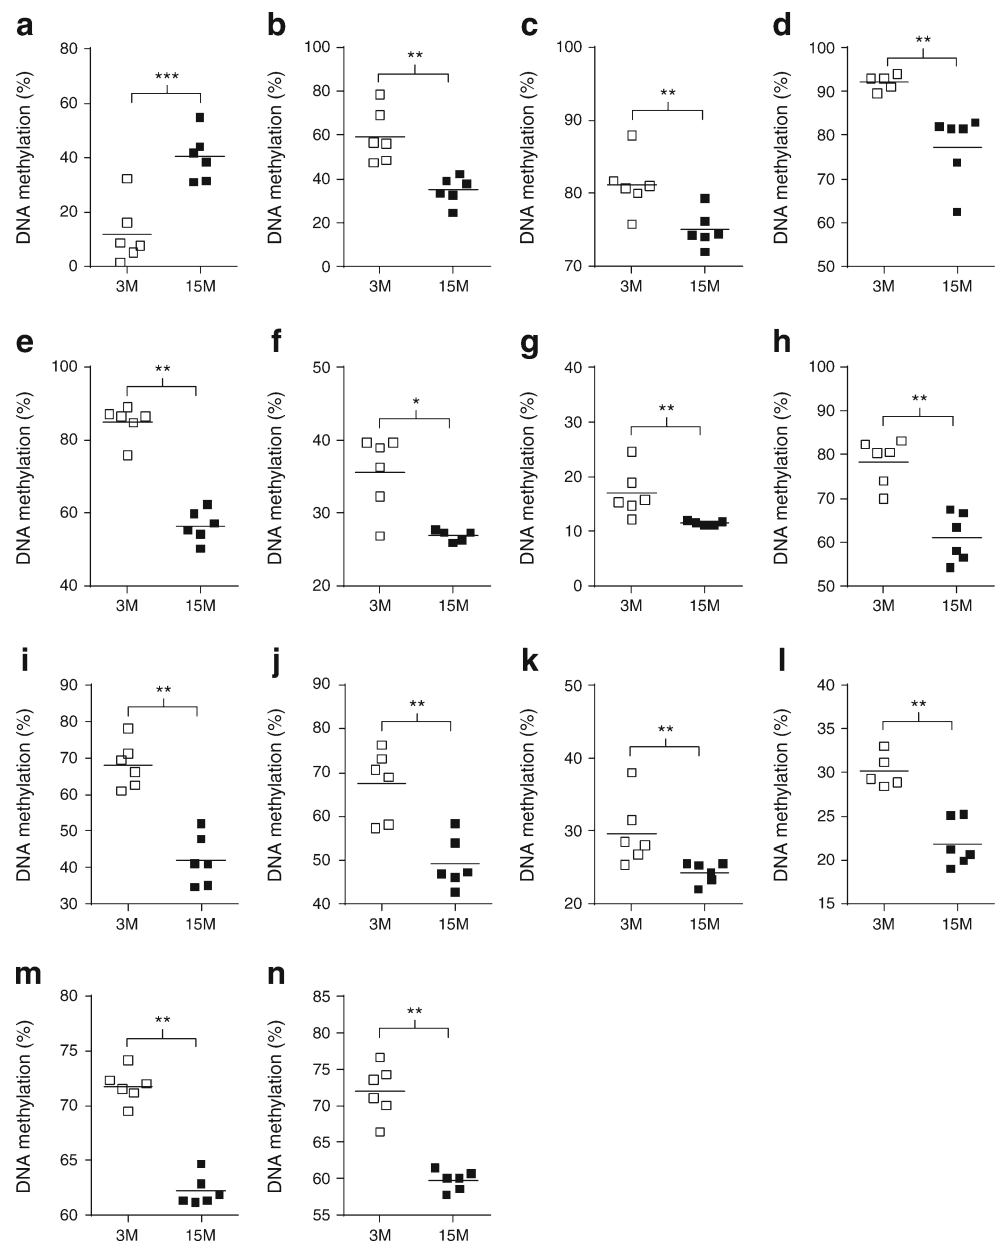 a
DNA methylation (%)
80
60
40
20
0
***
3M 15M
b
DNA methylation (%)
100
80
60
40
20
0
**
3M 15M
c
DNA methylation (%)
100
90
80
70
**
3M 15M
d
DNA methylation (%)
100
90
80
70
60
50
**
3M 15M
e
DNA methylation (%)
100
80
60
40
**
3M 15M
f
DNA methylation (%)
50
40
30
20
*
3M 15M
g
DNA methylation (%)
40
30
20
10
0
**
3M 15M
h
DNA methylation (%)
100
90
80
70
60
50
**
3M 15M
i
DNA methylation (%)
90
80
70
60
50
40
30
**
3M 15M
j
DNA methylation (%)
90
80
70
60
50
40
**
3M 15M
k
DNA methylation (%)
50
40
30
20
**
3M 15M
l
DNA methylation (%)
40
35
30
25
20
15
**
3M 15M
m
DNA methylation (%)
80
75
70
65
60
**
3M 15M
n
DNA methylation (%)
85
80
75
70
65
60
55
**
3M 15M